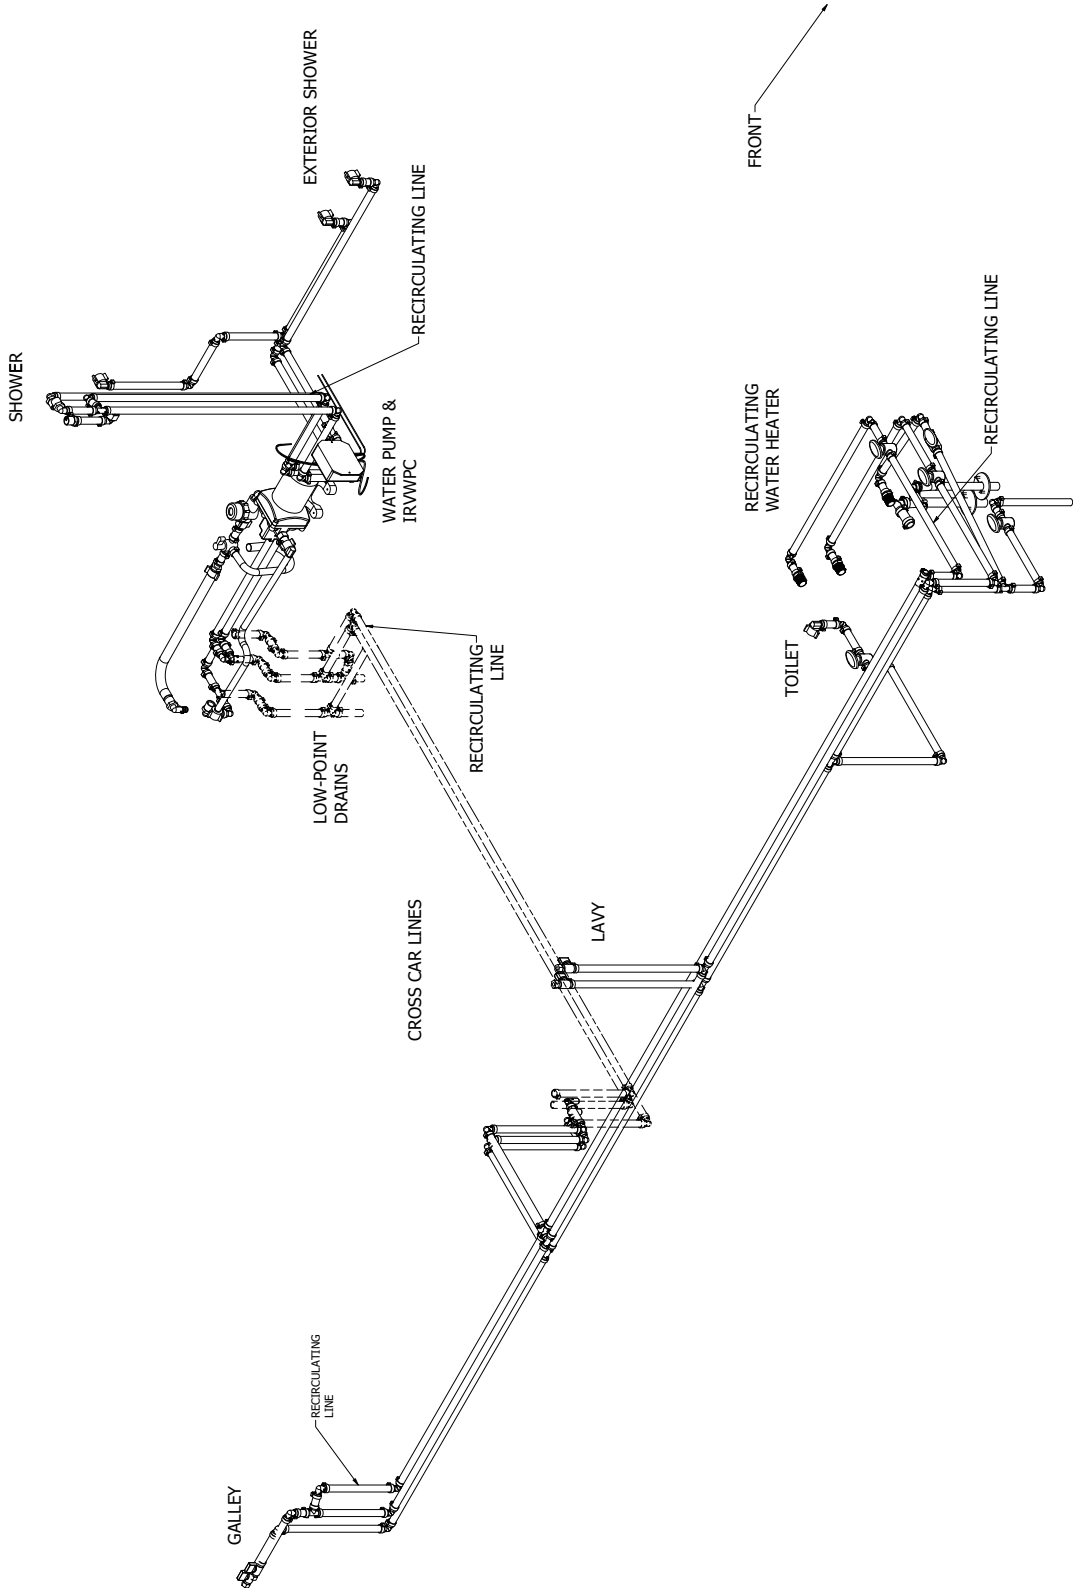 SHOWER
EXTERIOR SHOWER
RECIRCULATING LINE
FRONT
WATER PUMP &
IRVWPC
RECIRCULATING
WATER HEATER
RECIRCULATING LINE
TOILET
RECIRCULATING
LINE
LOW-POINT
DRAINS
CROSS CAR LINES
LAVY
RECIRCULATING
LINE
GALLEY